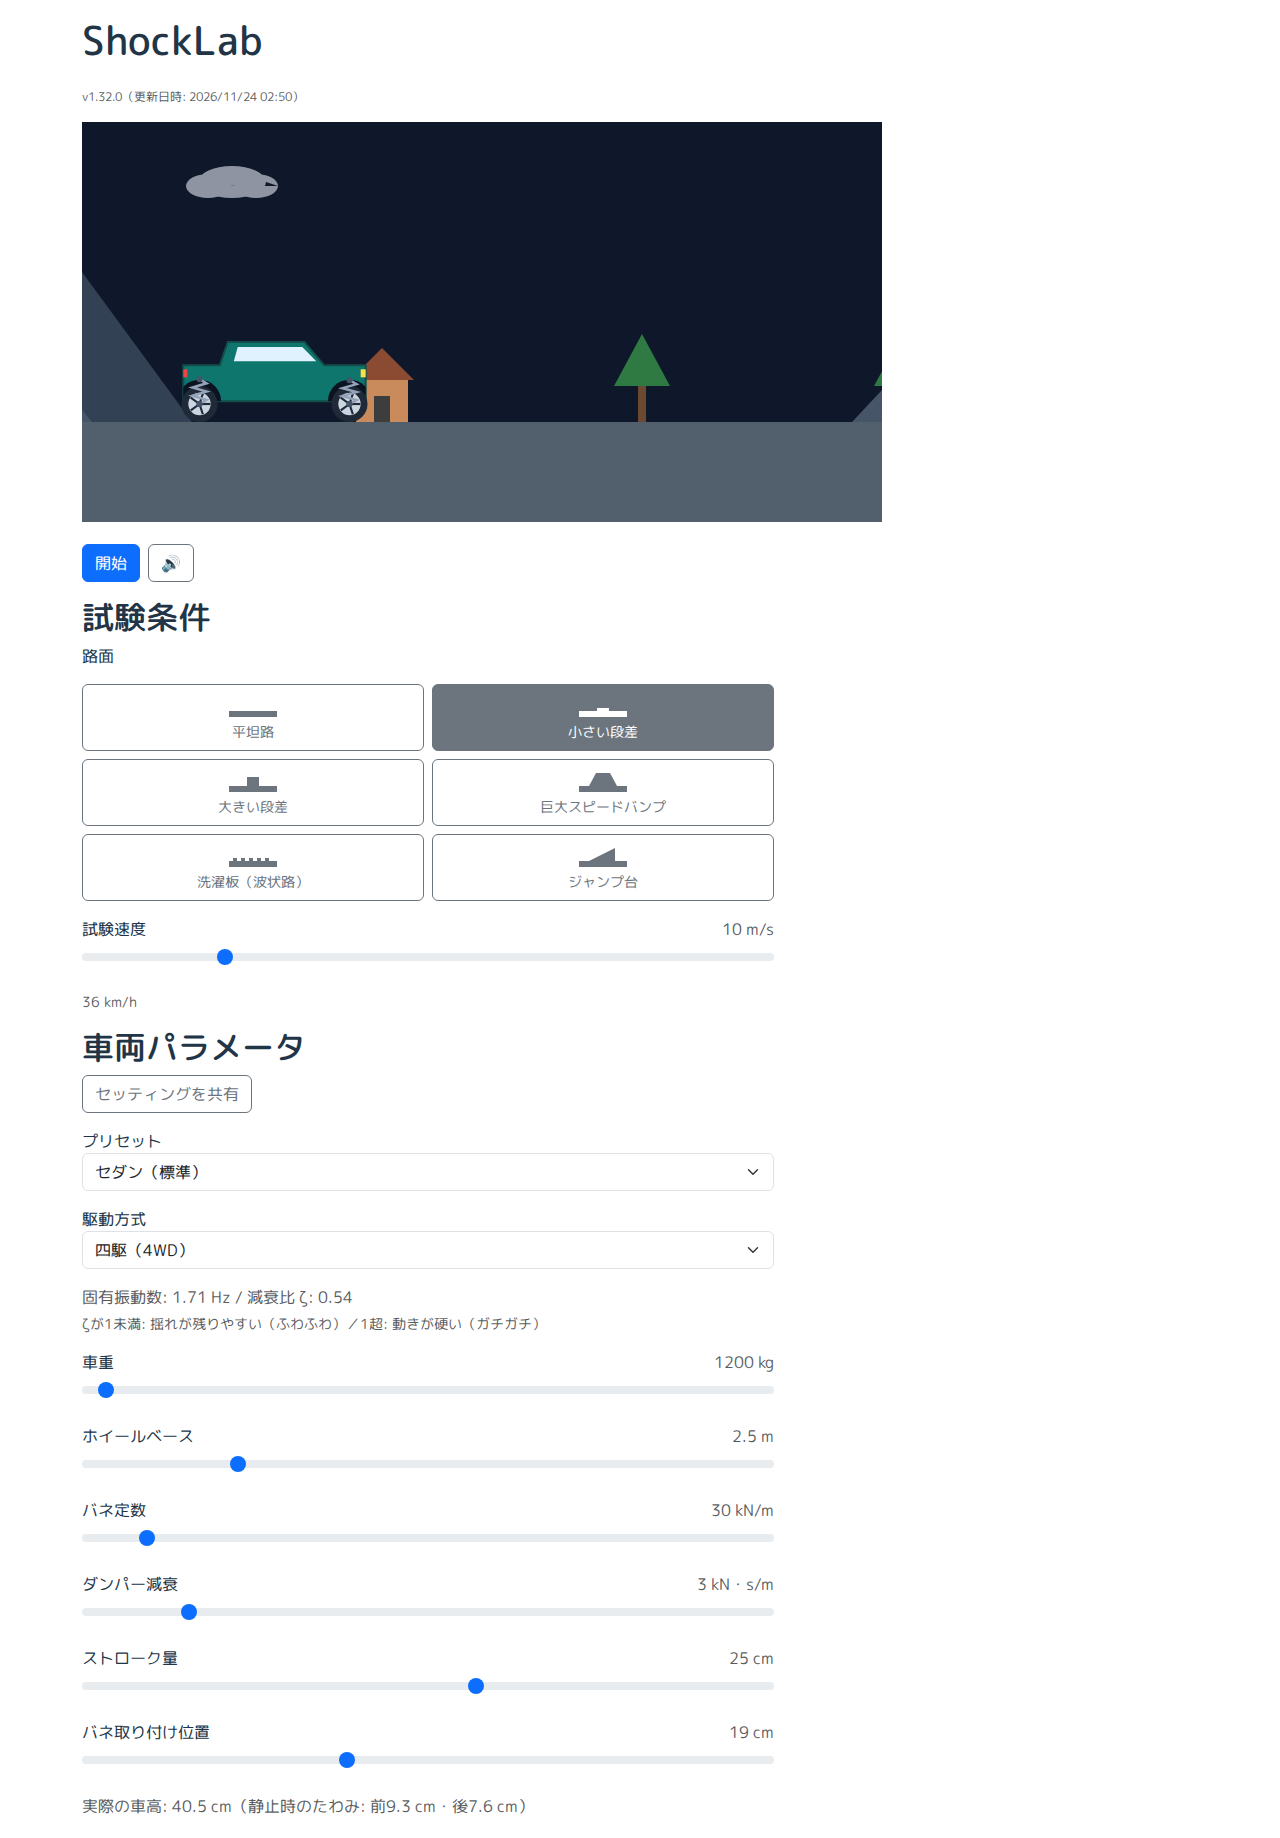 ShockLab
v1.32.0（更新日時: 2026/11/24 02:50）
開始
試験条件
路面
平坦路
小さい段差
大きい段差
巨大スピードバンプ
洗濯板（波状路）
ジャンプ台
試験速度 10 m/s
36 km/h
車両パラメータ
セッティングを共有
プリセット
セダン（標準）
駆動方式
四駆（4WD）
固有振動数: 1.71 Hz / 減衰比 ζ: 0.54
ζが1未満: 揺れが残りやすい（ふわふわ）／1超: 動きが硬い（ガチガチ）
車重 1200 kg
ホイールベース 2.5 m
バネ定数 30 kN/m
ダンパー減衰 3 kN・s/m
ストローク量 25 cm
バネ取り付け位置 19 cm
実際の車高: 40.5 cm（静止時のたわみ: 前9.3 cm・後7.6 cm）